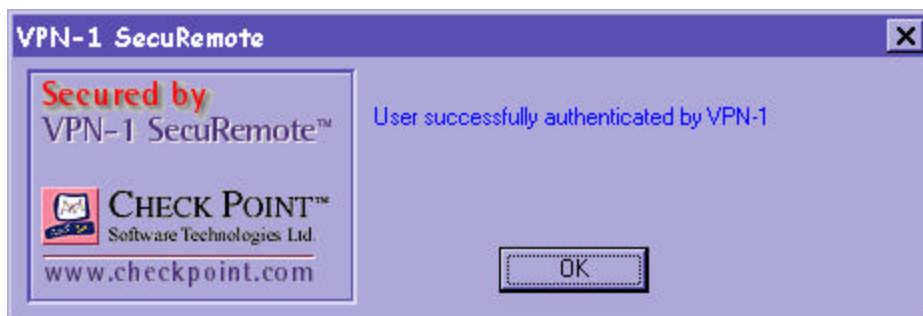 VPN-1 SecuRemote
Secured by
VPN-1 SecuRemote™
CHECK POINT™
Software Technologies Ltd.
www.checkpoint.com
User successfully authenticated by VPN-1
OK